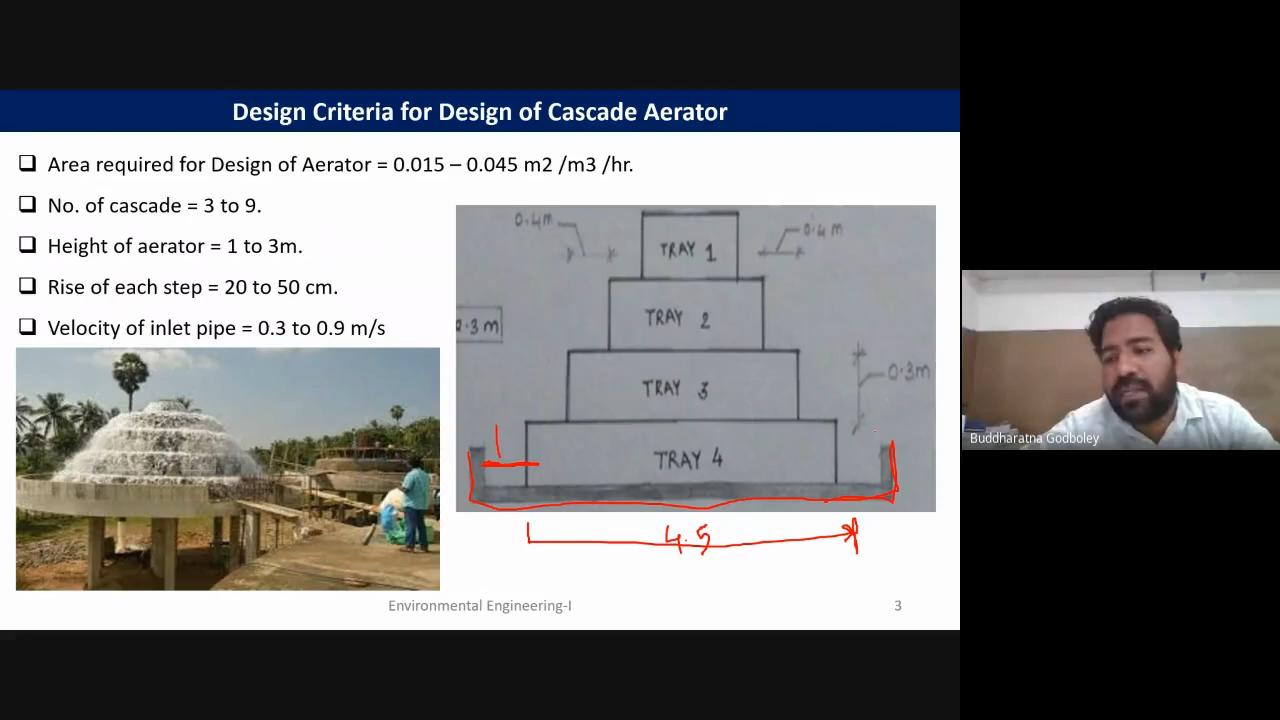 Design Criteria for Design of Cascade Aerator
❑ Area required for Design of Aerator = 0.015 – 0.045 m2 /m3 /hr.
❑ No. of cascade = 3 to 9.
❑ Height of aerator = 1 to 3m.
❑ Rise of each step = 20 to 50 cm.
❑ Velocity of inlet pipe = 0.3 to 0.9 m/s
0.4m
0.4m
TRAY 1
TRAY 2
0.3m
TRAY 3
0.3m
TRAY 4
4.5
Buddharatna Godboley
Environmental Engineering-I
3